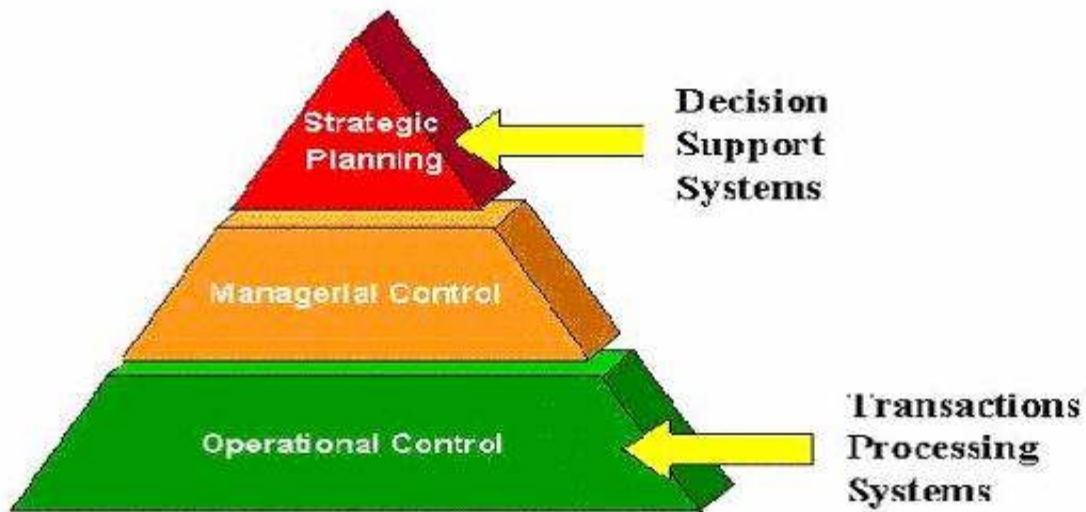 Strategic
Planning
Decision
Support
Systems
Managerial Control
Operational Control
Transactions
Processing
Systems